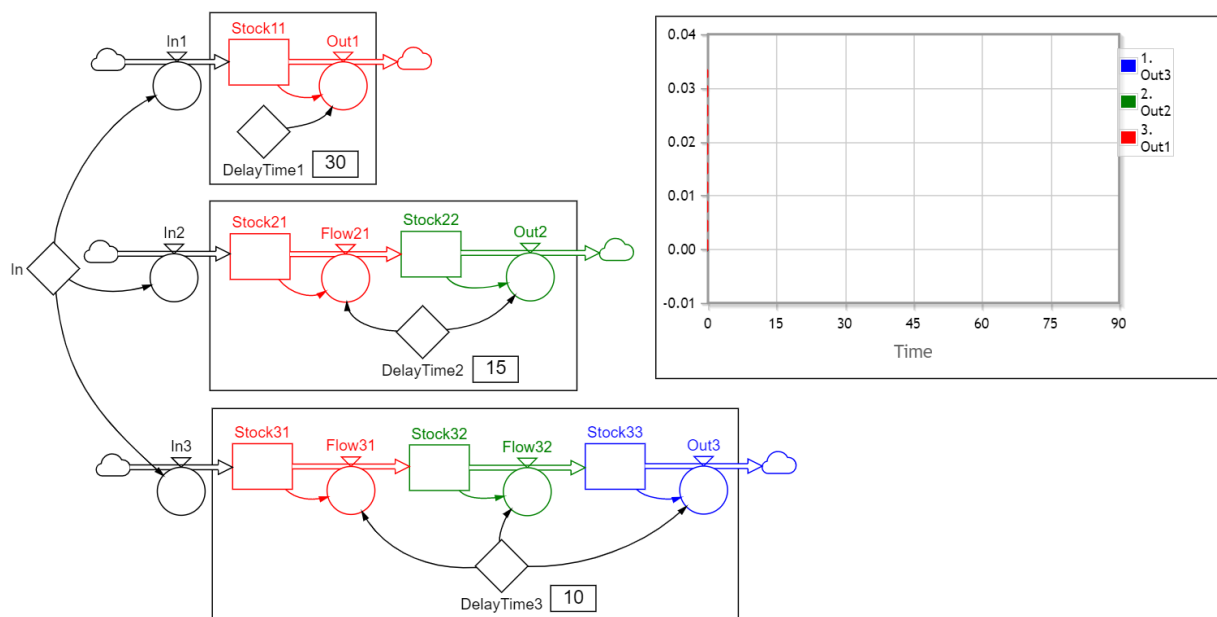 In
In1
Stock11
Out1
DelayTime1
30
In2
Stock21
Flow21
Stock22
Out2
DelayTime2
15
In3
Stock31
Flow31
Stock32
Flow32
Stock33
Out3
DelayTime3
10
0.04
0.03
0.02
0.01
0.00
-0.01
0 15 30 45 60 75 90
Time
1.
Out3
2.
Out2
3.
Out1